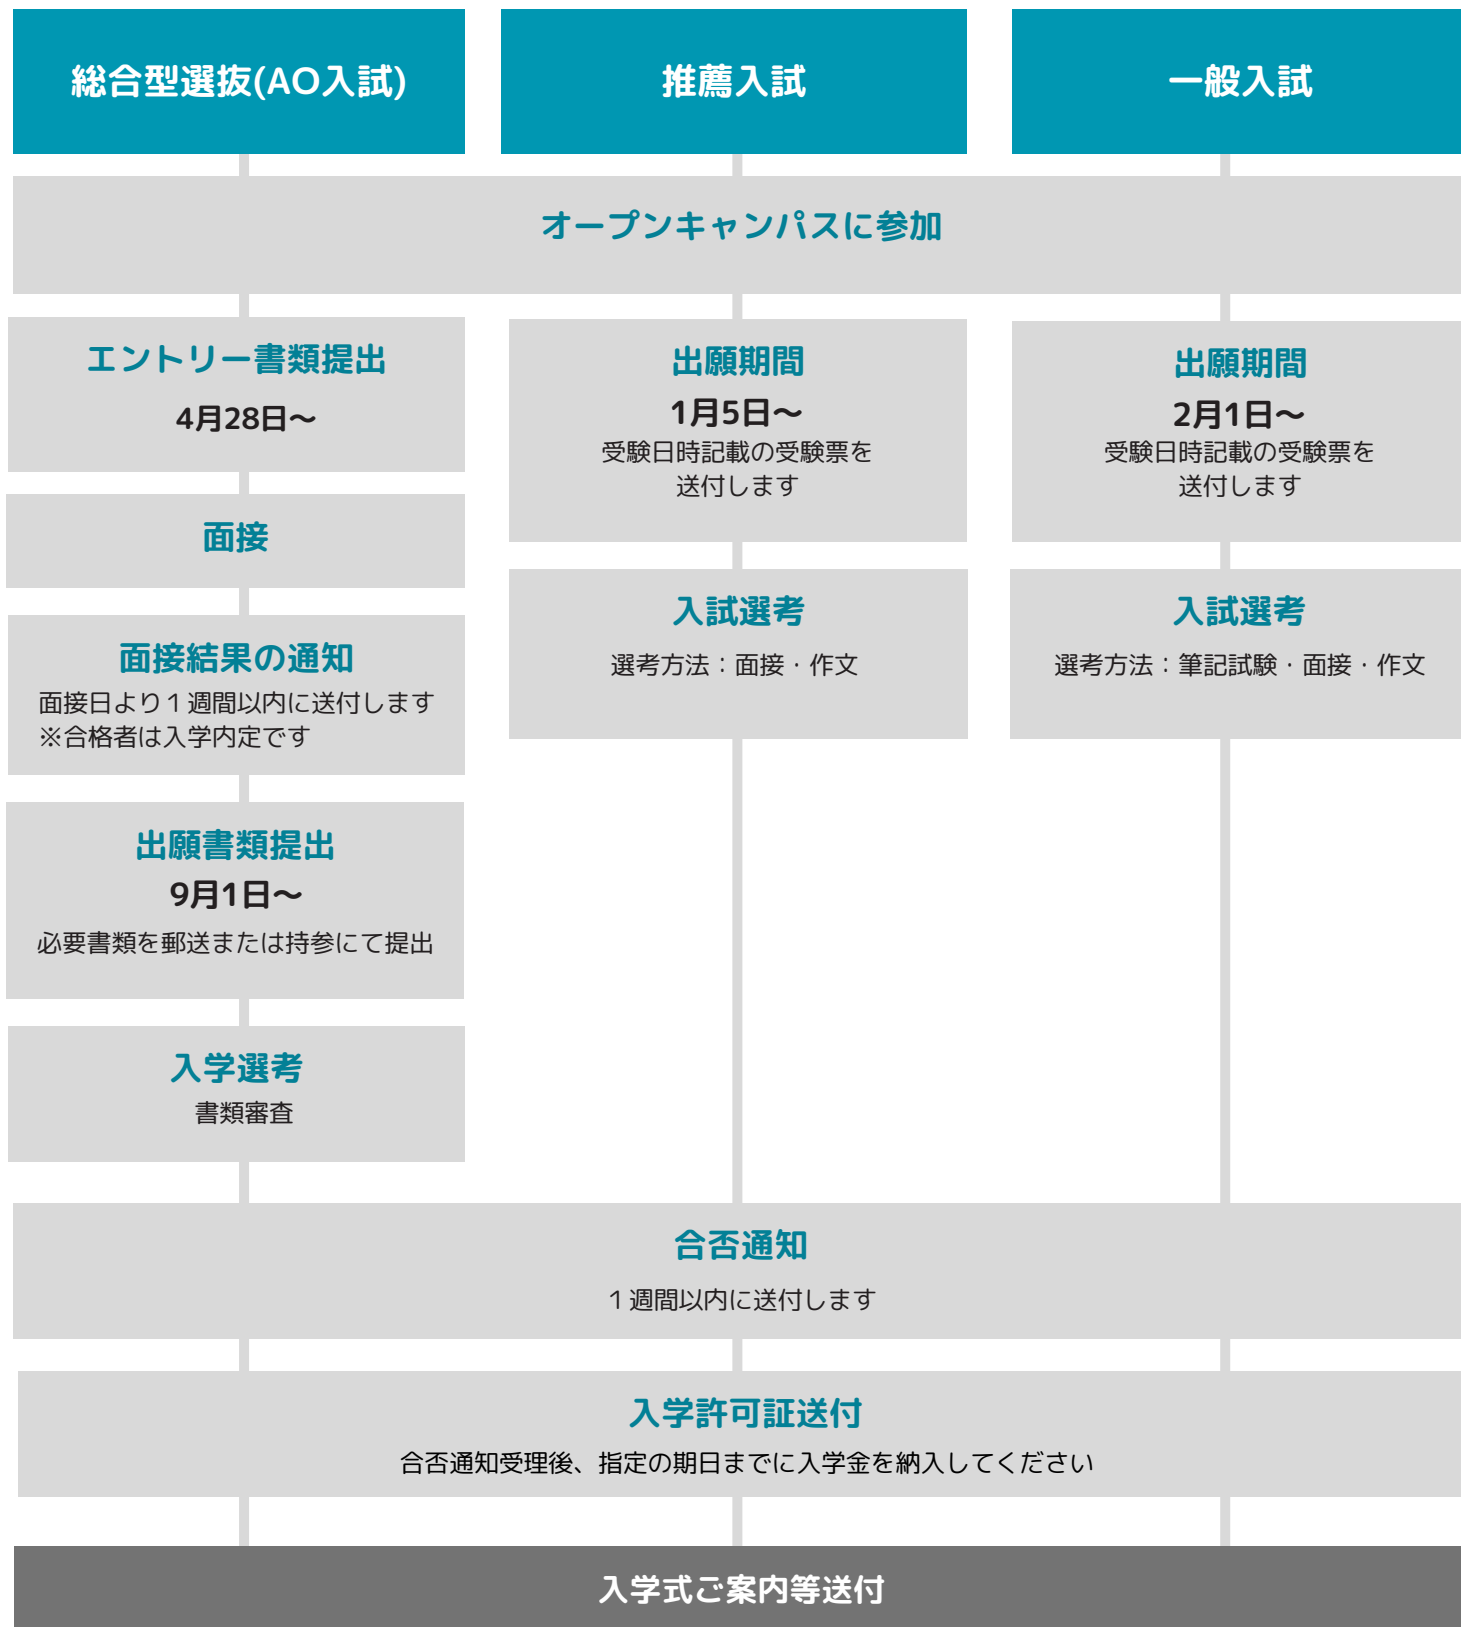 総合型選抜(AO入試)
推薦入試
一般入試
オープンキャンパスに参加
エントリー書類提出
4月28日〜
面接
面接結果の通知
面接日より１週間以内に送付します
※合格者は入学内定です
出願書類提出
9月1日〜
必要書類を郵送または持参にて提出
入学選考
書類審査
出願期間
1月5日〜
受験日時記載の受験票を
送付します
入試選考
選考方法：面接・作文
出願期間
2月1日〜
受験日時記載の受験票を
送付します
入試選考
選考方法：筆記試験・面接・作文
合否通知
１週間以内に送付します
入学許可証送付
合否通知受理後、指定の期日までに入学金を納入してください
入学式ご案内等送付